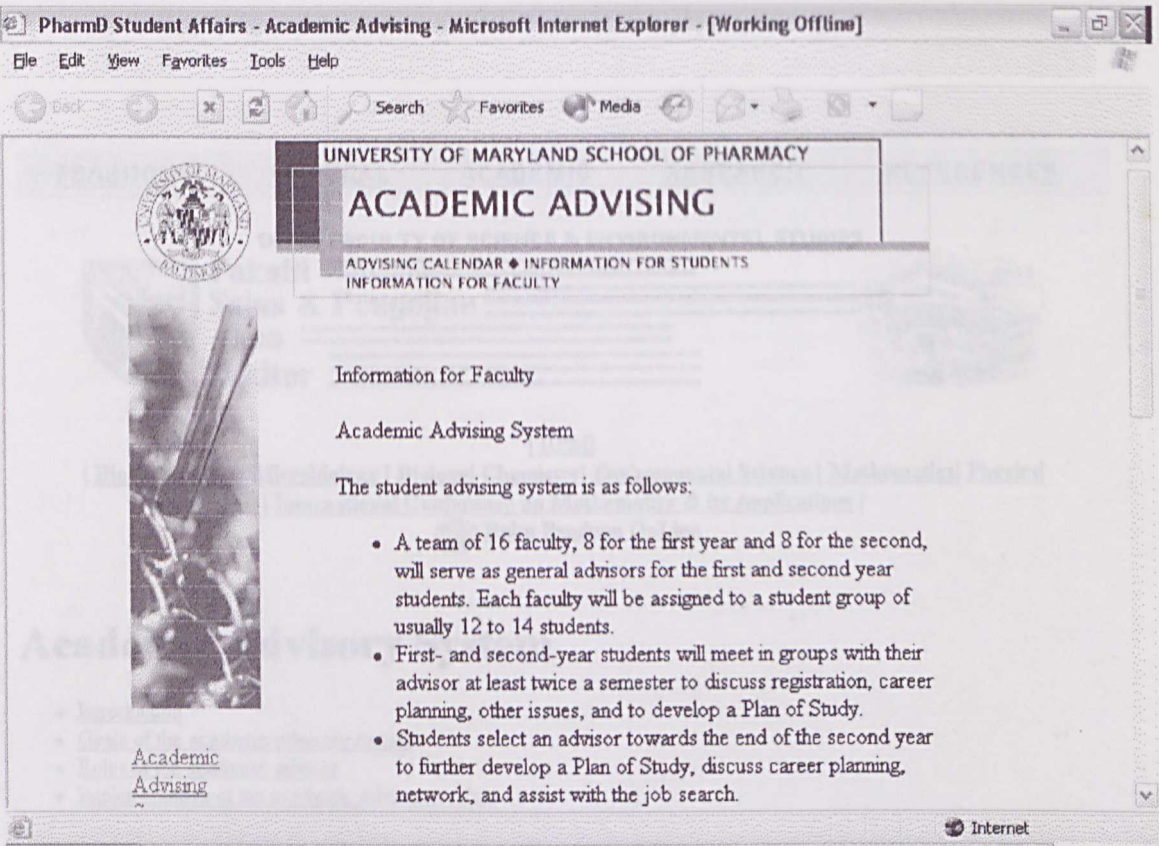 PharmD Student Affairs - Academic Advising - Microsoft Internet Explorer - [Working Offline]
File Edit View Favorites Tools Help
Back Search Favorites Media
UNIVERSITY OF MARYLAND SCHOOL OF PHARMACY
ACADEMIC ADVISING
ADVISING CALENDAR ◆ INFORMATION FOR STUDENTS
INFORMATION FOR FACULTY
Information for Faculty
Academic Advising System
The student advising system is as follows.
• A team of 16 faculty, 8 for the first year and 8 for the second,
will serve as general advisors for the first and second year
students. Each faculty will be assigned to a student group of
usually 12 to 14 students.
• First- and second-year students will meet in groups with their
advisor at least twice a semester to discuss registration, career
planning, other issues, and to develop a Plan of Study.
• Students select an advisor towards the end of the second year
to further develop a Plan of Study, discuss career planning,
network, and assist with the job search.
Academic
Advising
Internet